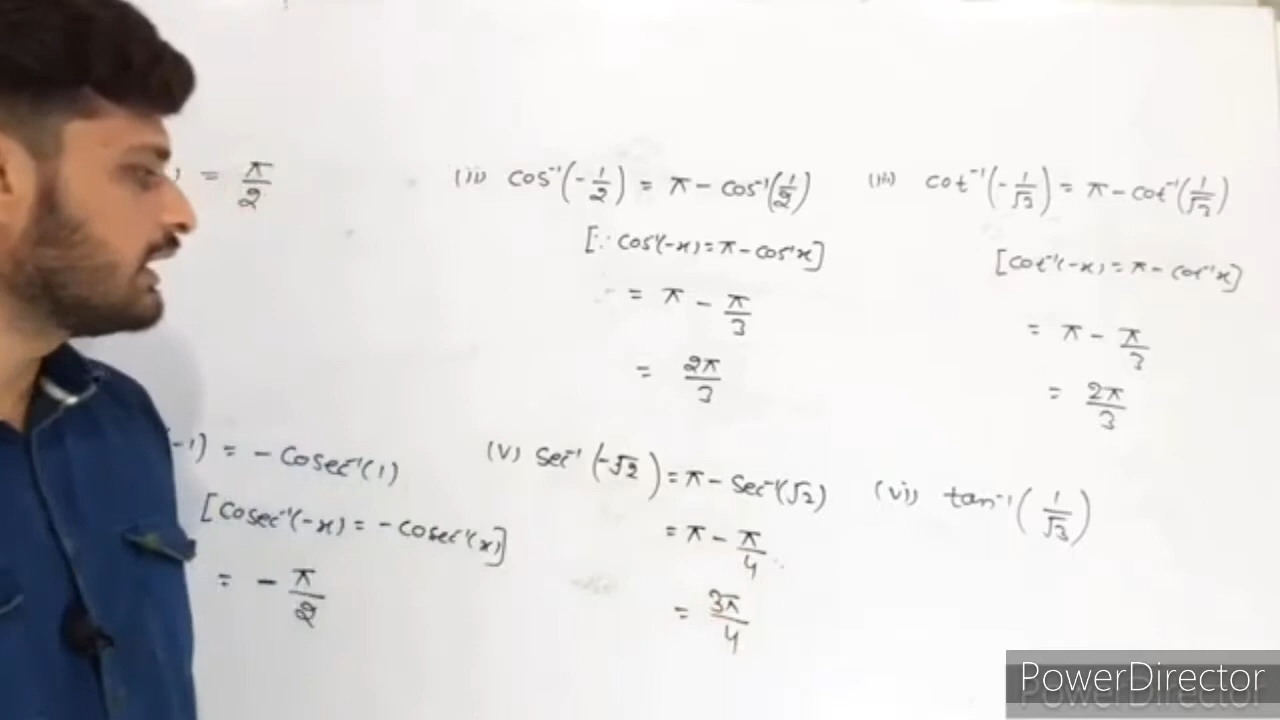 ) = π/2
(ii) cos⁻¹(-1/2) = π - cos⁻¹(1/2)
[∵ cos⁻¹(-x) = π - cos⁻¹x]
= π - π/3
= 2π/3
(iii) cot⁻¹(-1/√3) = π - cot⁻¹(1/√3)
[cot⁻¹(-x) = π - cot⁻¹x]
= π - π/3
= 2π/3
(-1) = - cosec⁻¹(1)
[cosec⁻¹(-x) = - cosec⁻¹(x)]
= - π/2
(v) sec⁻¹(-√2) = π - sec⁻¹(√2)
= π - π/4
= 3π/4
(vi) tan⁻¹(1/√3)
PowerDirector